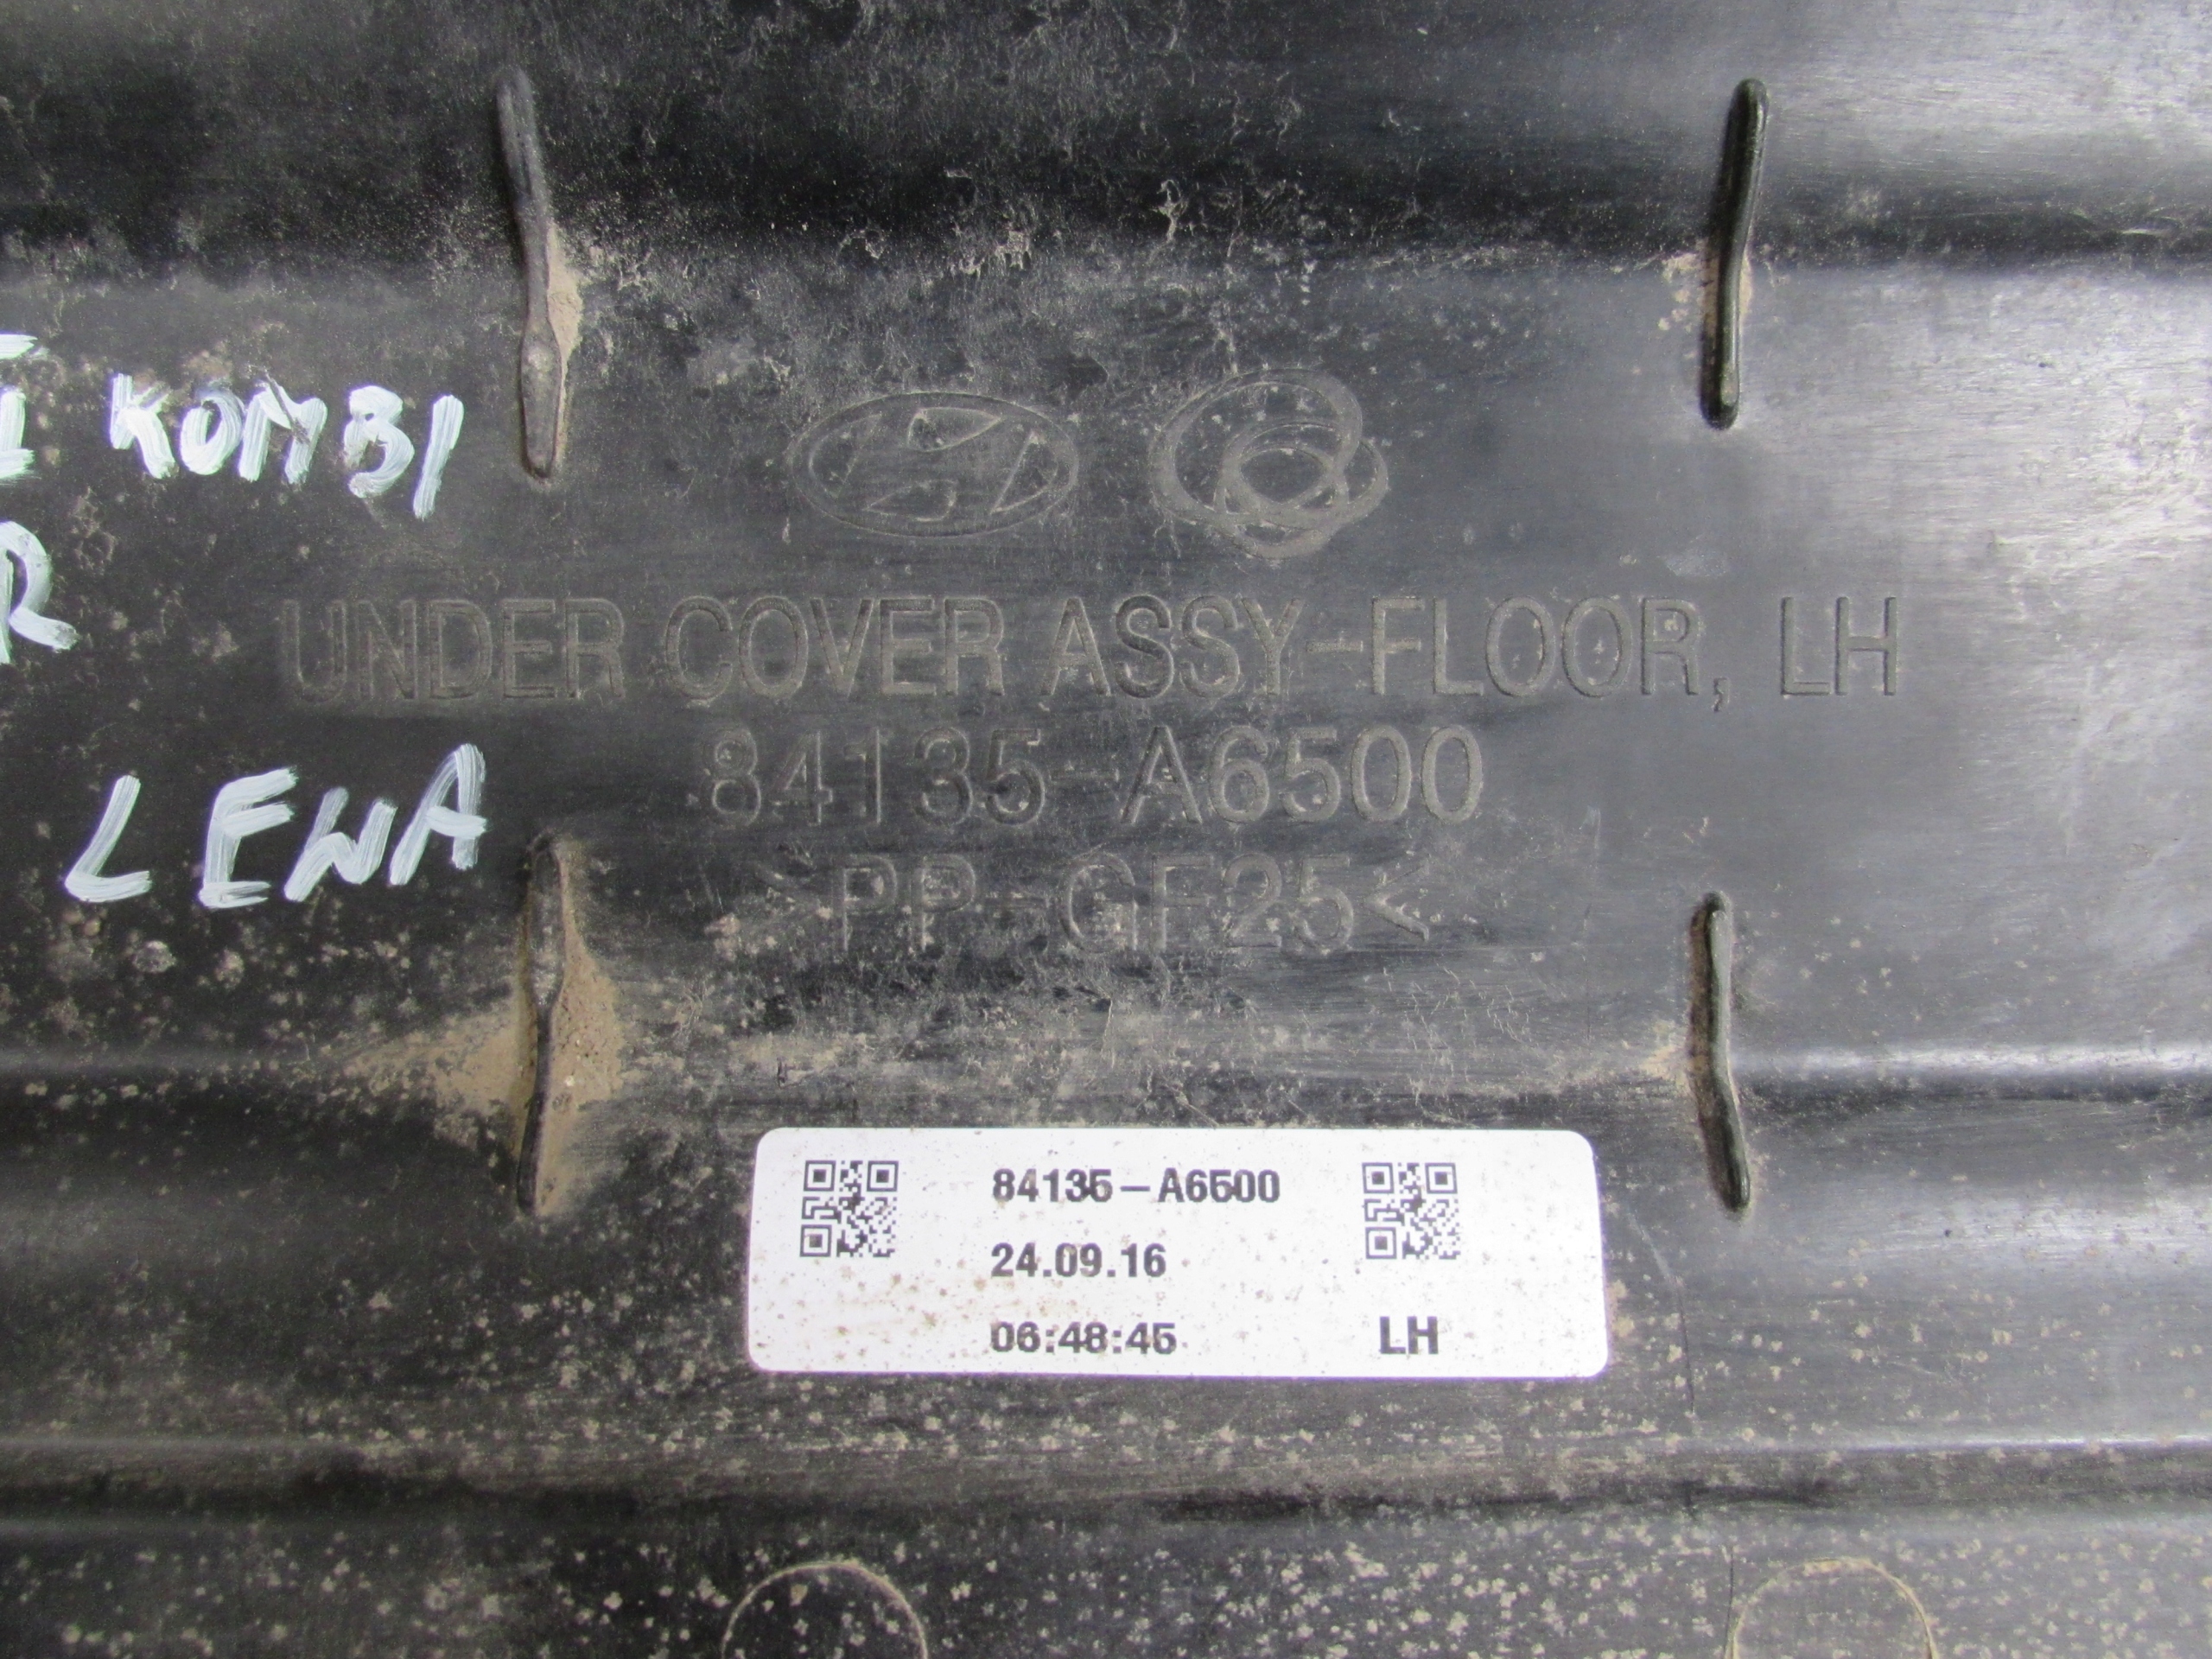 I KOMBI
R
LEWA
UNDER COVER ASSY-FLOOR, LH
84135-A6500
>PP-GF25<
84135-A6500
24.09.16
06:48:45 LH